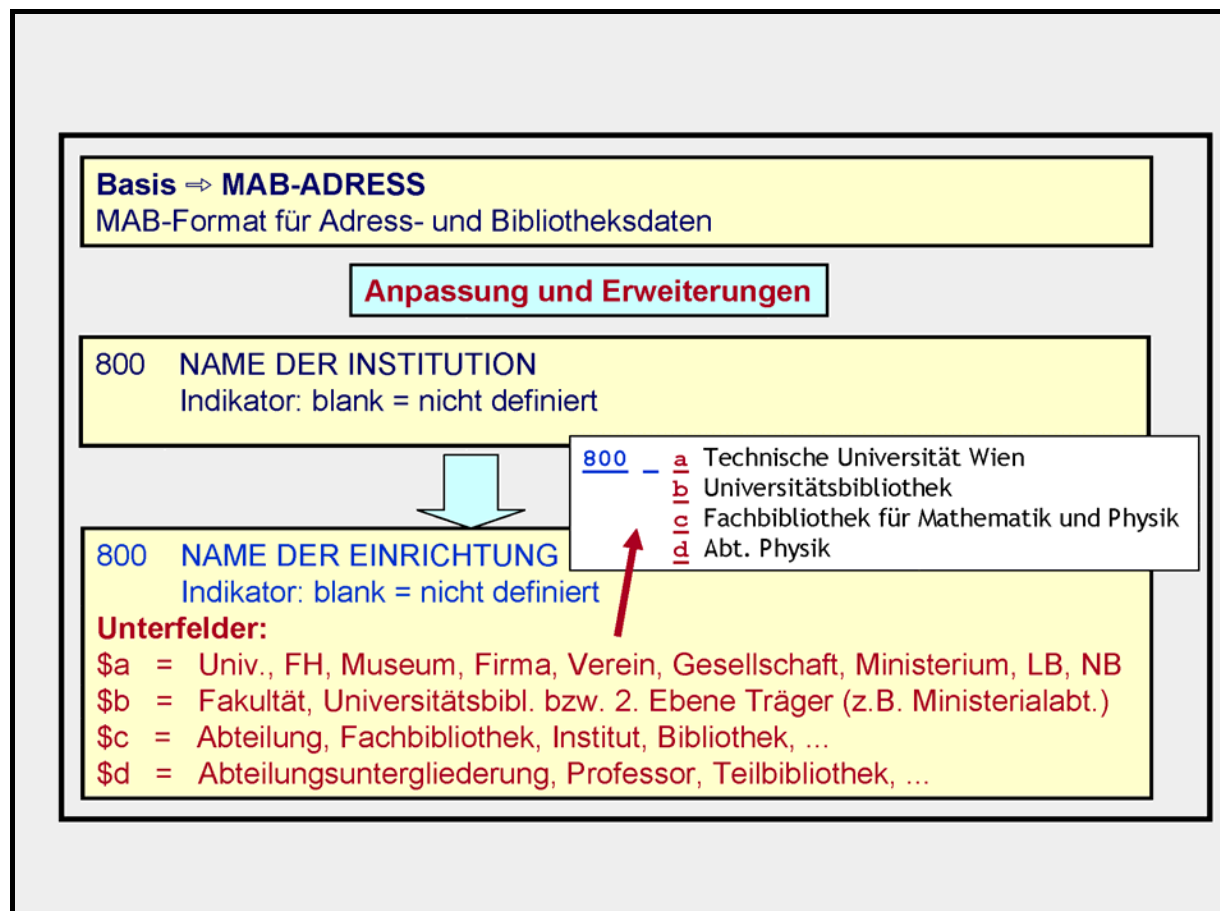 Basis ⇨ MAB-ADRESS
MAB-Format für Adress- und Bibliotheksdaten
Anpassung und Erweiterungen
800 NAME DER INSTITUTION
Indikator: blank = nicht definiert
800 _ a Technische Universität Wien
b Universitätsbibliothek
c Fachbibliothek für Mathematik und Physik
d Abt. Physik
800 NAME DER EINRICHTUNG
Indikator: blank = nicht definiert
Unterfelder:
$a = Univ., FH, Museum, Firma, Verein, Gesellschaft, Ministerium, LB, NB
$b = Fakultät, Universitätsbibl. bzw. 2. Ebene Träger (z.B. Ministerialabt.)
$c = Abteilung, Fachbibliothek, Institut, Bibliothek, ...
$d = Abteilungsuntergliederung, Professor, Teilbibliothek, ...